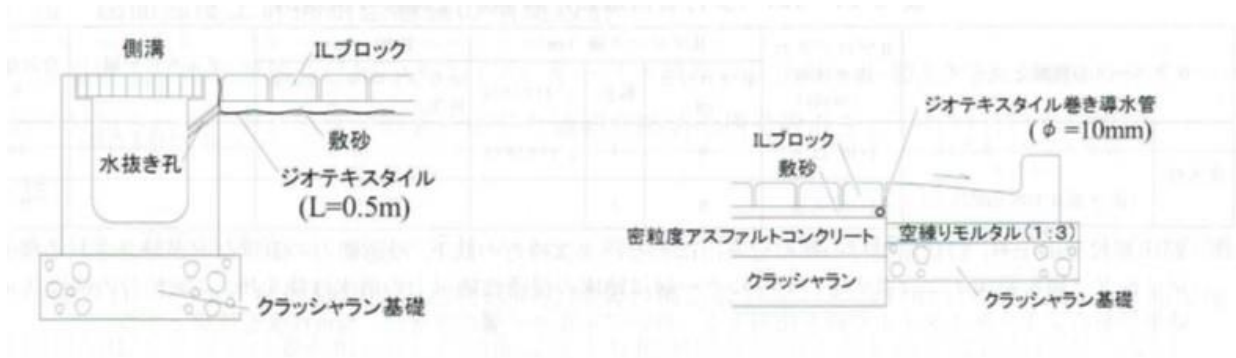 側溝
ILブロック
水抜き孔
敷砂
ジオテキスタイル
(L=0.5m)
クラッシャラン基礎
ジオテキスタイル巻き導水管
(φ=10mm)
ILブロック
敷砂
密粒度アスファルトコンクリート
空練りモルタル(1:3)
クラッシャラン
クラッシャラン基礎